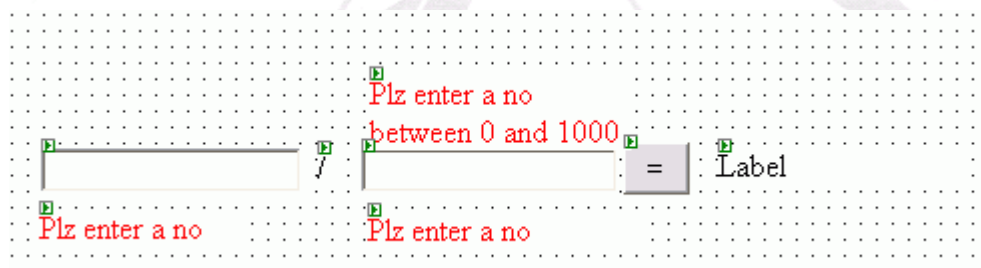 Plz enter a no
between 0 and 1000
/ = Label
Plz enter a no Plz enter a no